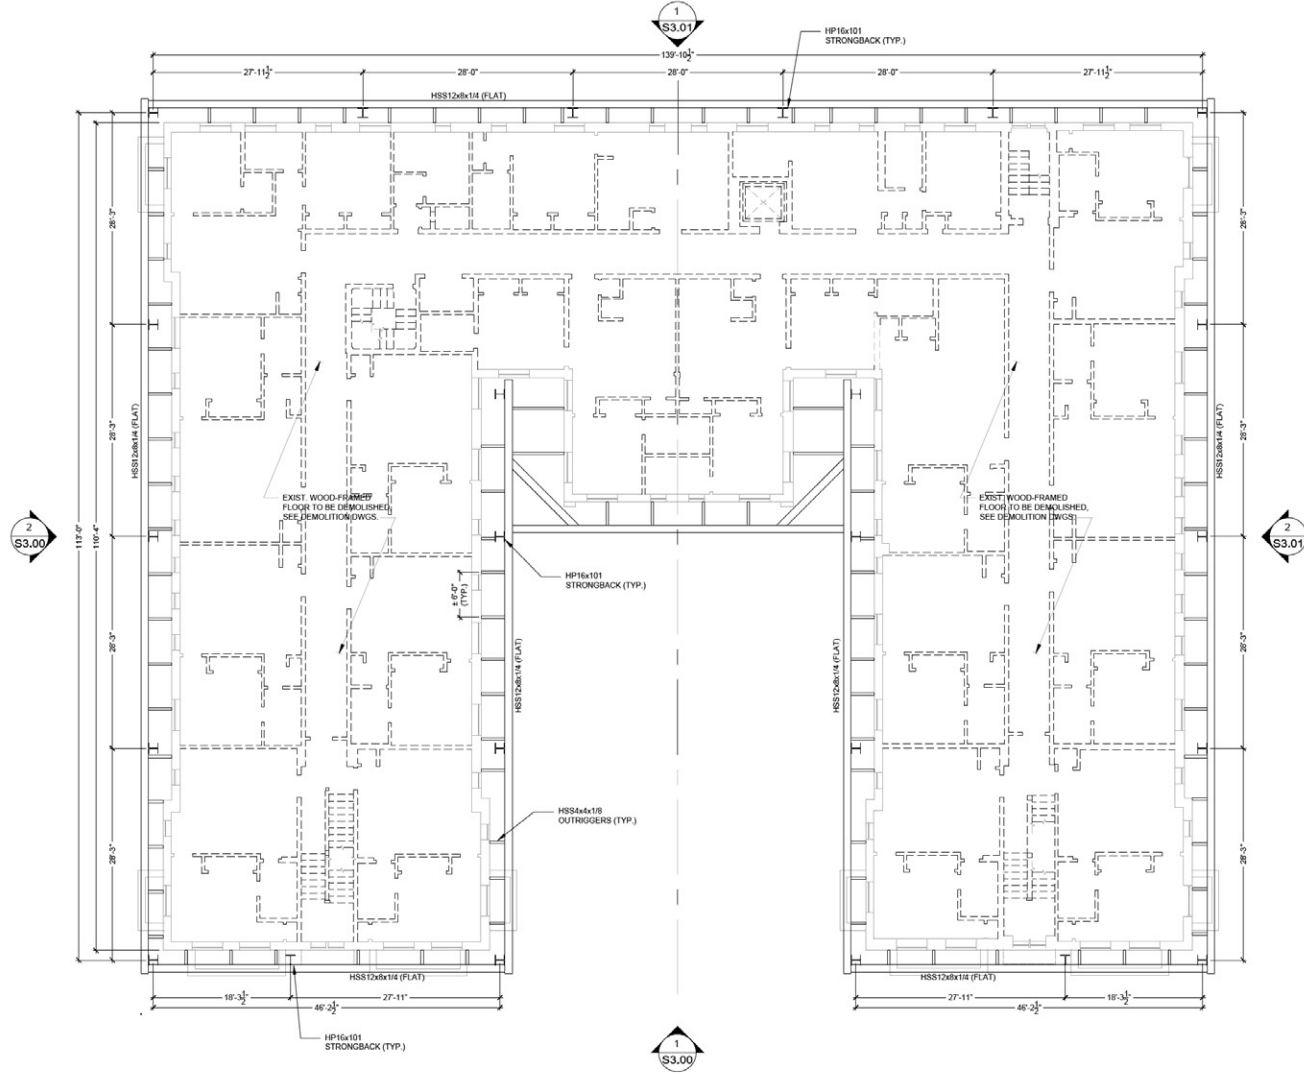 1
S3.01
HP16x101
STRONGBACK (TYP.)
139'-10½"
27'-11½"
28'-0"
28'-0"
28'-0"
27'-11½"
HSS12x8x1/4 (FLAT)
28'-3"
28'-3"
HSS12x8x1/4 (FLAT)
28'-3"
28'-3"
HSS12x8x1/4 (FLAT)
EXIST. WOOD-FRAMED
FLOOR TO BE DEMOLISHED,
SEE DEMOLITION DWGS.
EXIST. WOOD-FRAMED
FLOOR TO BE DEMOLISHED,
SEE DEMOLITION DWGS.
2
S3.00
113'-0"
110'-4"
2
S3.01
HP16x101
STRONGBACK (TYP.)
± 6'-0"
(TYP.)
28'-3"
28'-3"
HSS12x8x1/4 (FLAT)
HSS12x8x1/4 (FLAT)
HSS4x4x1/8
OUTRIGGERS (TYP.)
28'-3"
28'-3"
HSS12x8x1/4 (FLAT)
HSS12x8x1/4 (FLAT)
18'-3½"
27'-11"
46'-2½"
27'-11"
18'-3½"
46'-2½"
HP16x101
STRONGBACK (TYP.)
1
S3.00